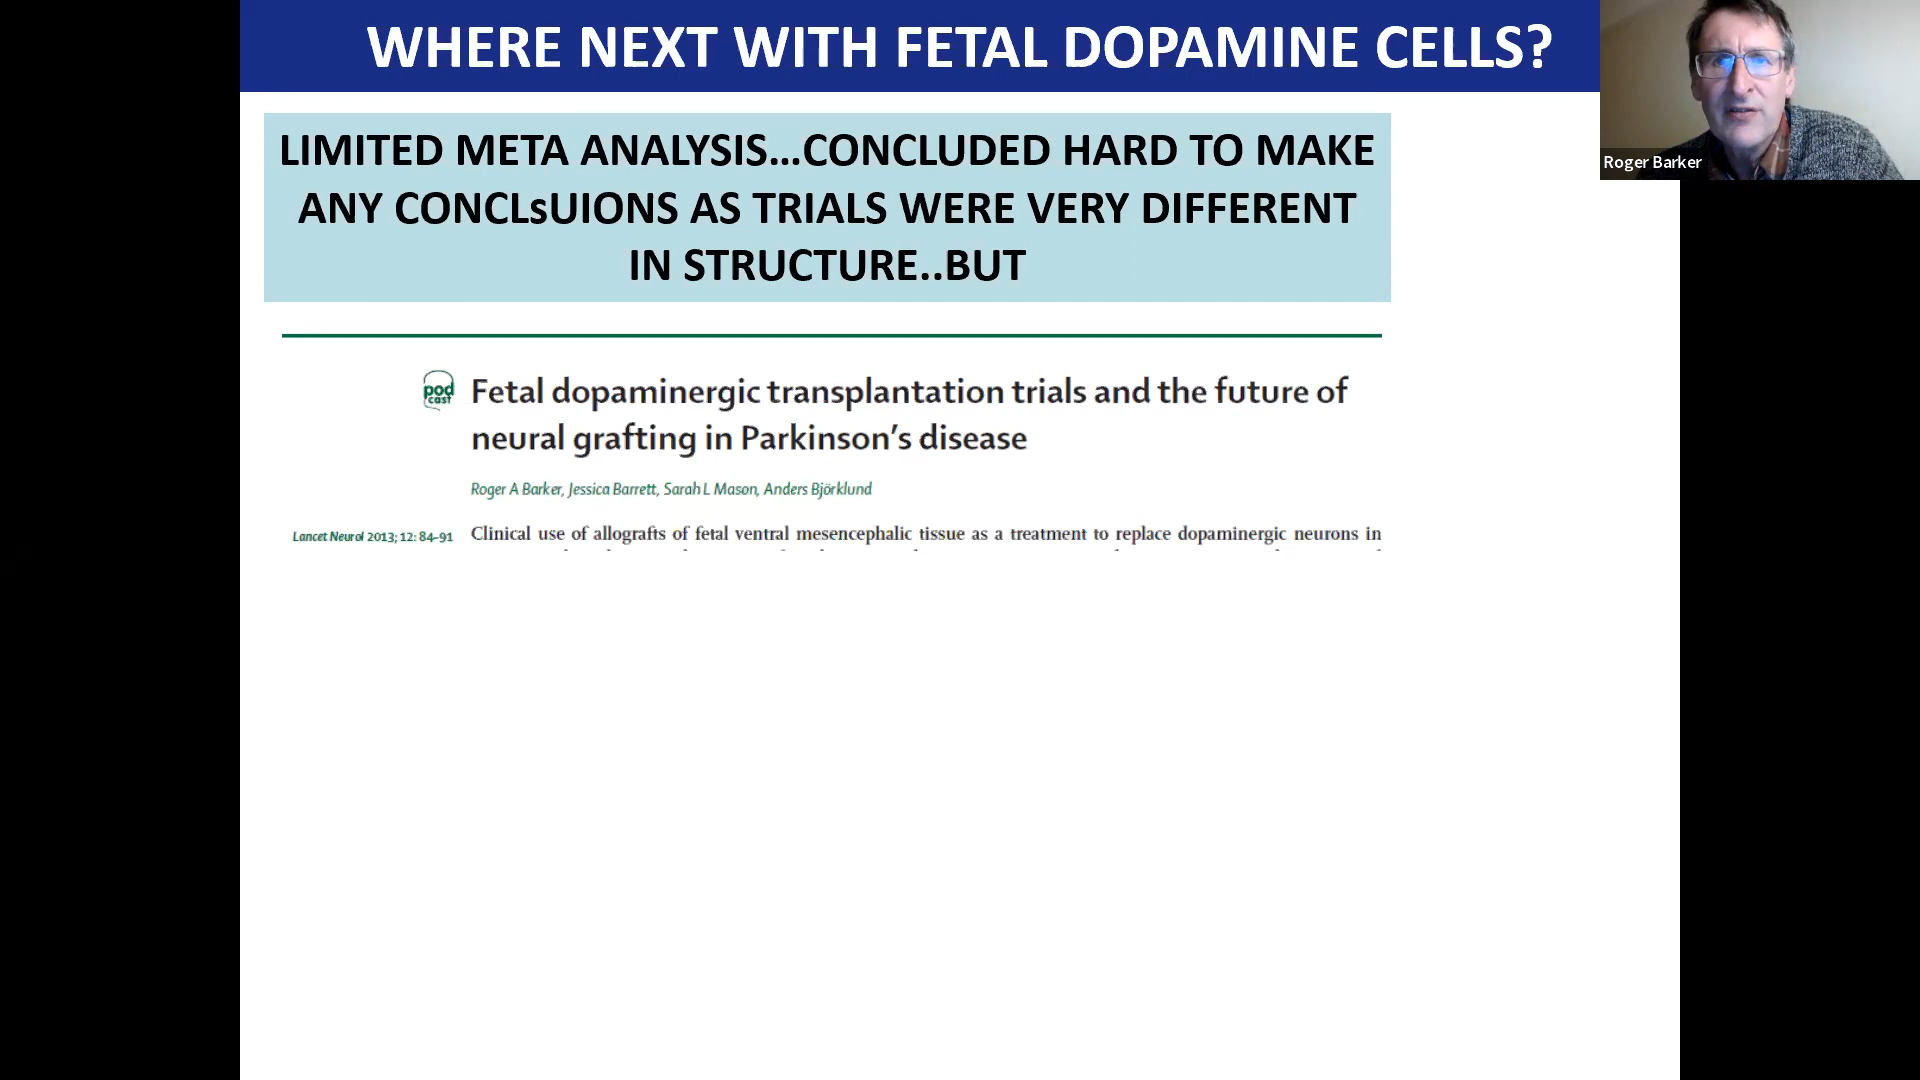 WHERE NEXT WITH FETAL DOPAMINE CELLS?
Roger Barker
LIMITED META ANALYSIS...CONCLUDED HARD TO MAKE
ANY CONCLsUIONS AS TRIALS WERE VERY DIFFERENT
IN STRUCTURE..BUT
pod
cast
Fetal dopaminergic transplantation trials and the future of
neural grafting in Parkinson's disease
Roger A Barker, Jessica Barrett, Sarah L Mason, Anders Björklund
Lancet Neurol 2013; 12: 84–91
Clinical use of allografts of fetal ventral mesencephalic tissue as a treatment to replace dopaminergic neurons in